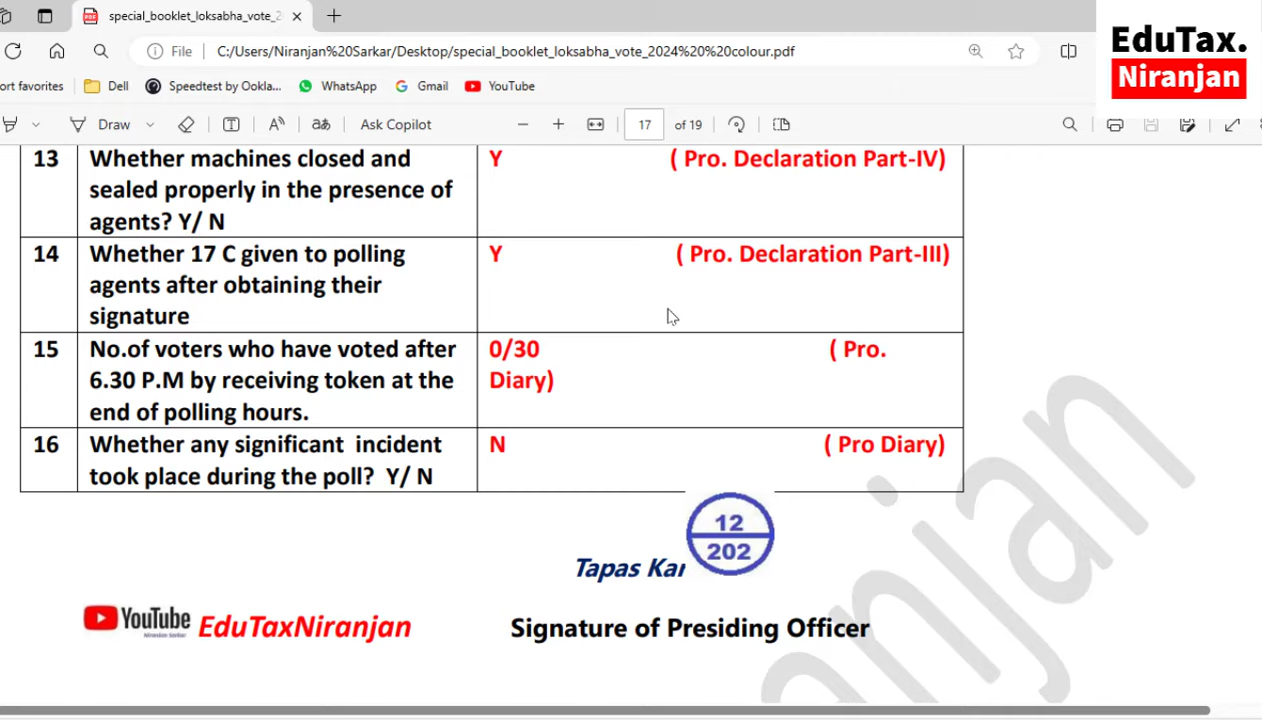 special_booklet_loksabha_vote_2
EduTax.
Niranjan
File C:/Users/Niranjan%20Sarkar/Desktop/special_booklet_loksabha_vote_2024%20%20colour.pdf
ort favorites Dell Speedtest by Ookla... WhatsApp Gmail YouTube
Draw Ask Copilot 17 of 19
13 Whether machines closed and Y ( Pro. Declaration Part-IV)
sealed properly in the presence of
agents? Y/ N
14 Whether 17 C given to polling Y ( Pro. Declaration Part-III)
agents after obtaining their
signature
15 No.of voters who have voted after 0/30 ( Pro.
6.30 P.M by receiving token at the Diary)
end of polling hours.
16 Whether any significant incident N ( Pro Diary)
took place during the poll? Y/ N
12
202
Tapas Kar
YouTube EduTaxNiranjan Signature of Presiding Officer
Niranjan Sarkar
anjan